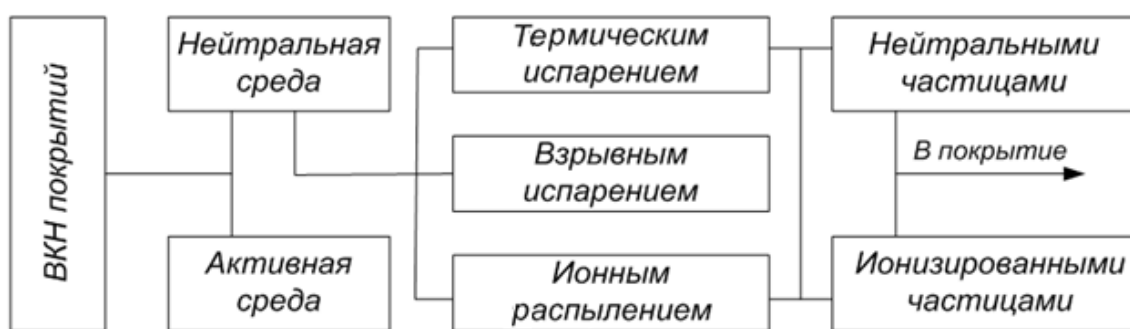 ВКН покрытий
Нейтральная
среда
Активная
среда
Термическим
испарением
Взрывным
испарением
Ионным
распылением
Нейтральными
частицами
В покрытие
Ионизированными
частицами